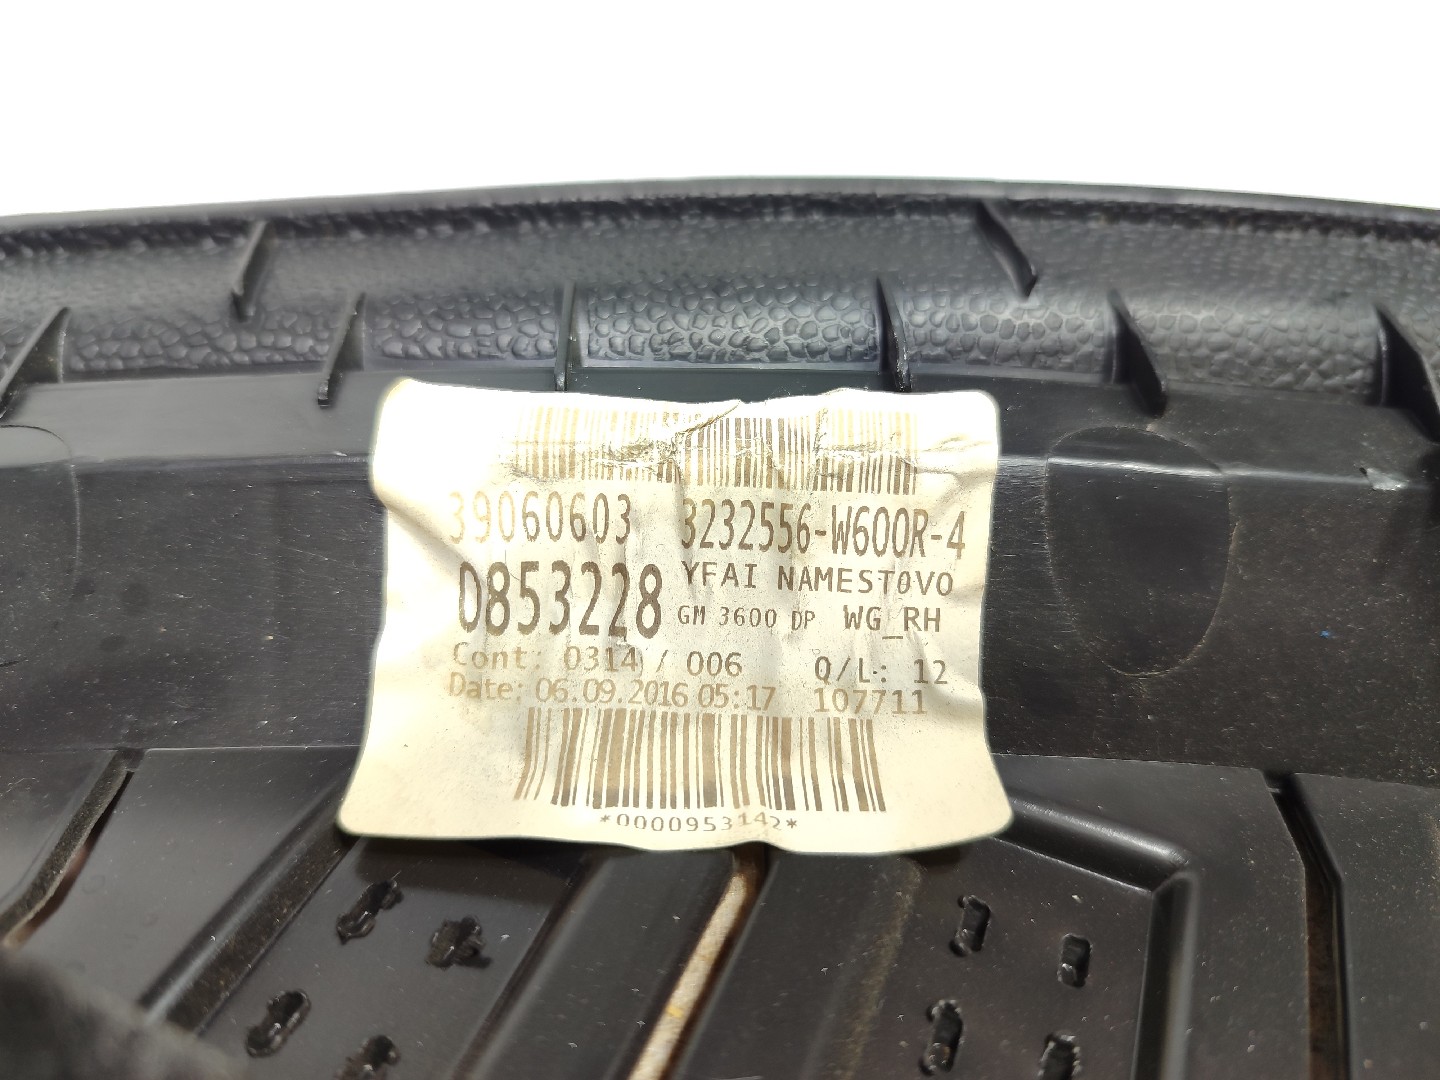 39060603 3232556-W600R-4
D853228 YFAI NAMESTOVO
GM 3600 DP WG_RH
Cont: 0314 / 006 Q/L: 12
Date: 06.09.2016 05:17 107711
*0000953142*